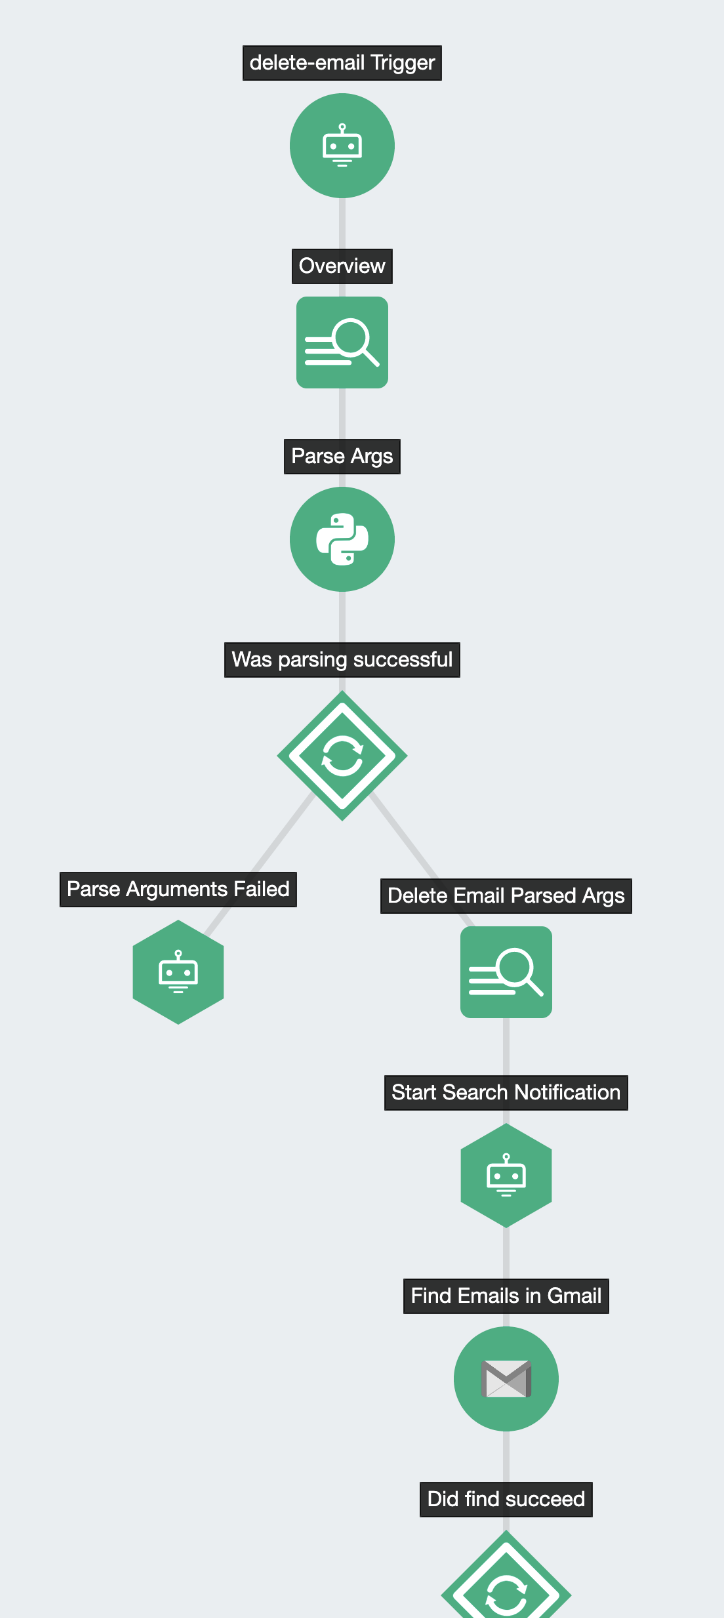 delete-email Trigger
Overview
Parse Args
Was parsing successful
Parse Arguments Failed
Delete Email Parsed Args
Start Search Notification
Find Emails in Gmail
Did find succeed